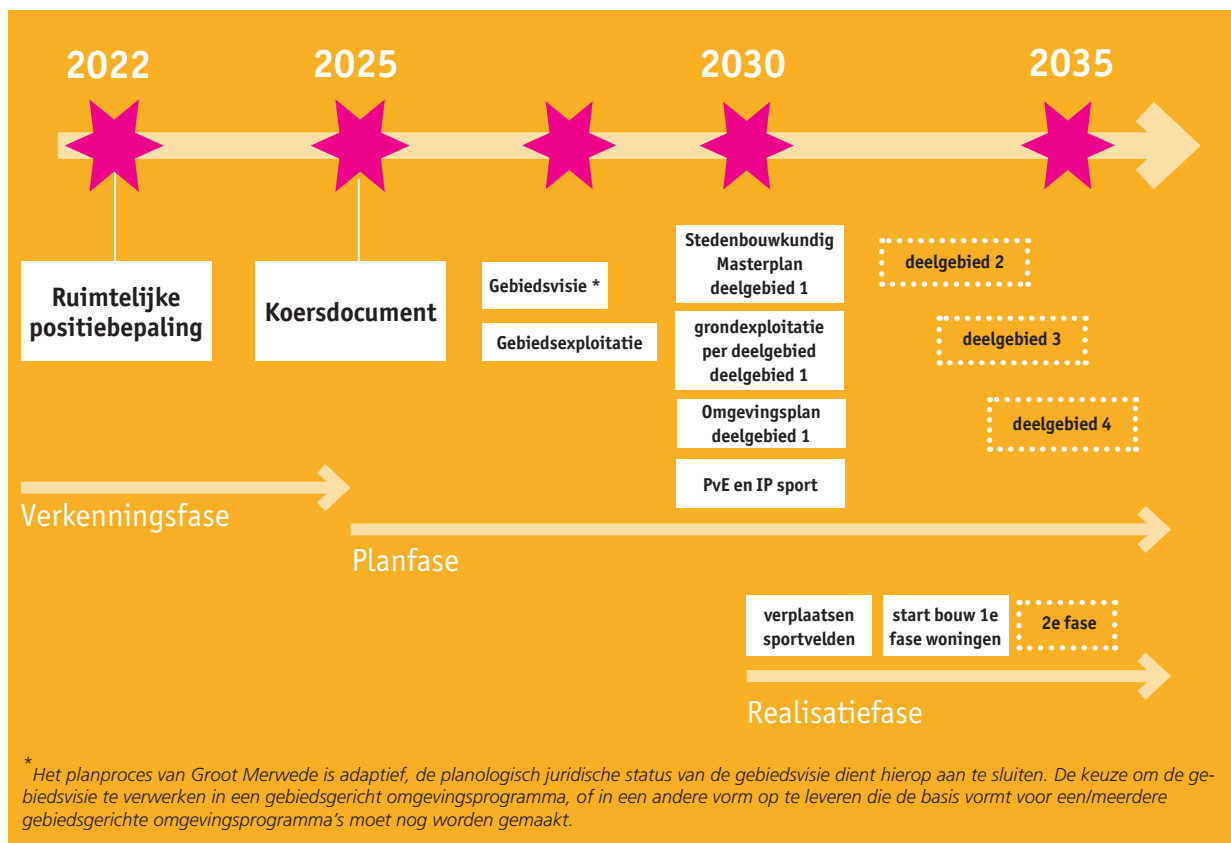 2022
2025
2030
2035
Ruimtelijke
positiebepaling
Koersdocument
Gebiedsvisie *
Gebiedsexploitatie
Stedenbouwkundig
Masterplan
deelgebied 1
grondexploitatie
per deelgebied
deelgebied 1
Omgevingsplan
deelgebied 1
PvE en IP sport
deelgebied 2
deelgebied 3
deelgebied 4
Verkenningsfase
Planfase
verplaatsen
sportvelden
start bouw 1e
fase woningen
2e fase
Realisatiefase
*Het planproces van Groot Merwede is adaptief, de planologisch juridische status van de gebiedsvisie dient hierop aan te sluiten. De keuze om de ge-
biedsvisie te verwerken in een gebiedsgericht omgevingsprogramma, of in een andere vorm op te leveren die de basis vormt voor een/meerdere
gebiedsgerichte omgevingsprogramma's moet nog worden gemaakt.